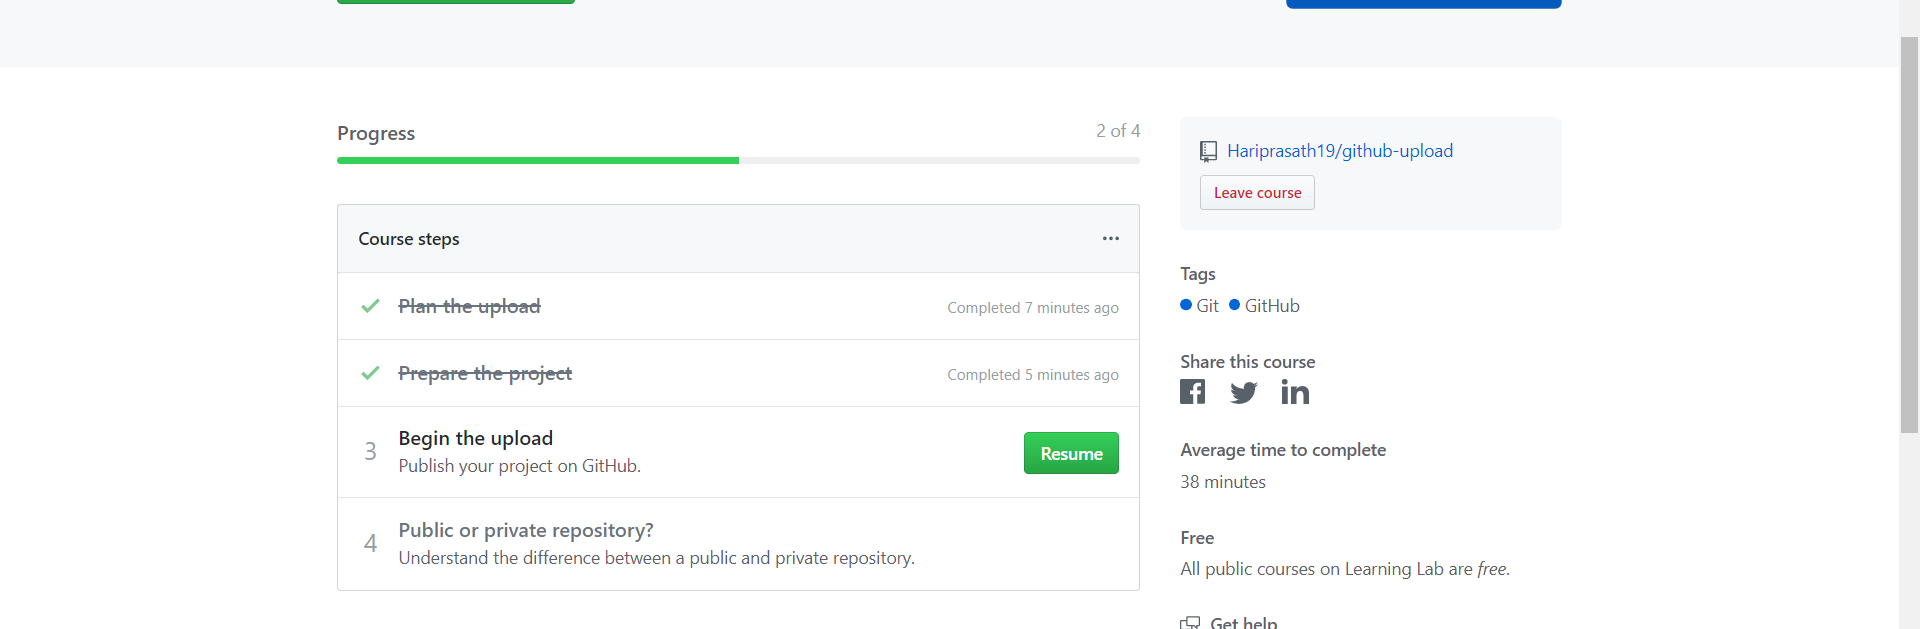 Progress
2 of 4
Course steps
Plan the upload
Completed 7 minutes ago
Prepare the project
Completed 5 minutes ago
3
Begin the upload
Publish your project on GitHub.
Resume
4
Public or private repository?
Understand the difference between a public and private repository.
Hariprasath19/github-upload
Leave course
Tags
Git
GitHub
Share this course
Average time to complete
38 minutes
Free
All public courses on Learning Lab are free.
Get help